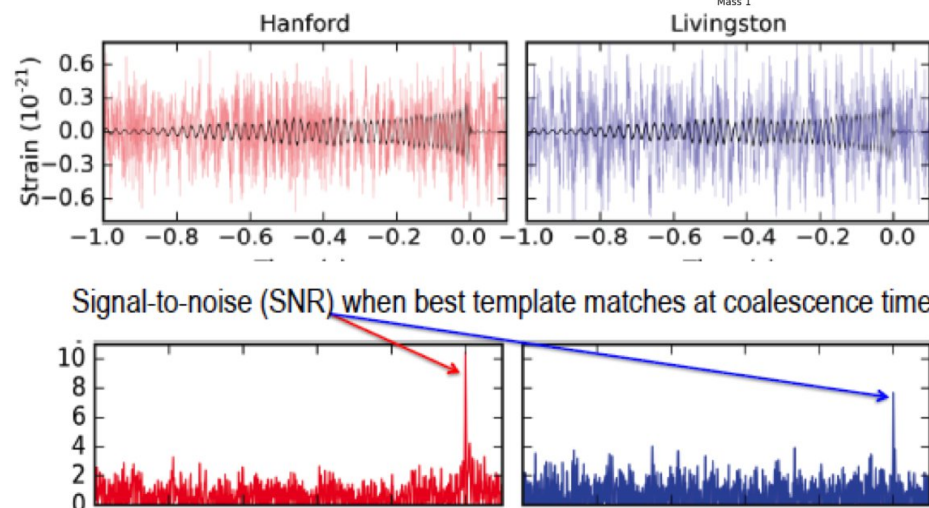 Mass 1
Hanford
Livingston
Strain (10⁻²¹)
0.6
0.3
0.0
−0.3
−0.6
−1.0 −0.8 −0.6 −0.4 −0.2 0.0
−1.0 −0.8 −0.6 −0.4 −0.2 0.0
Signal-to-noise (SNR) when best template matches at coalescence time
10
8
6
4
2
0